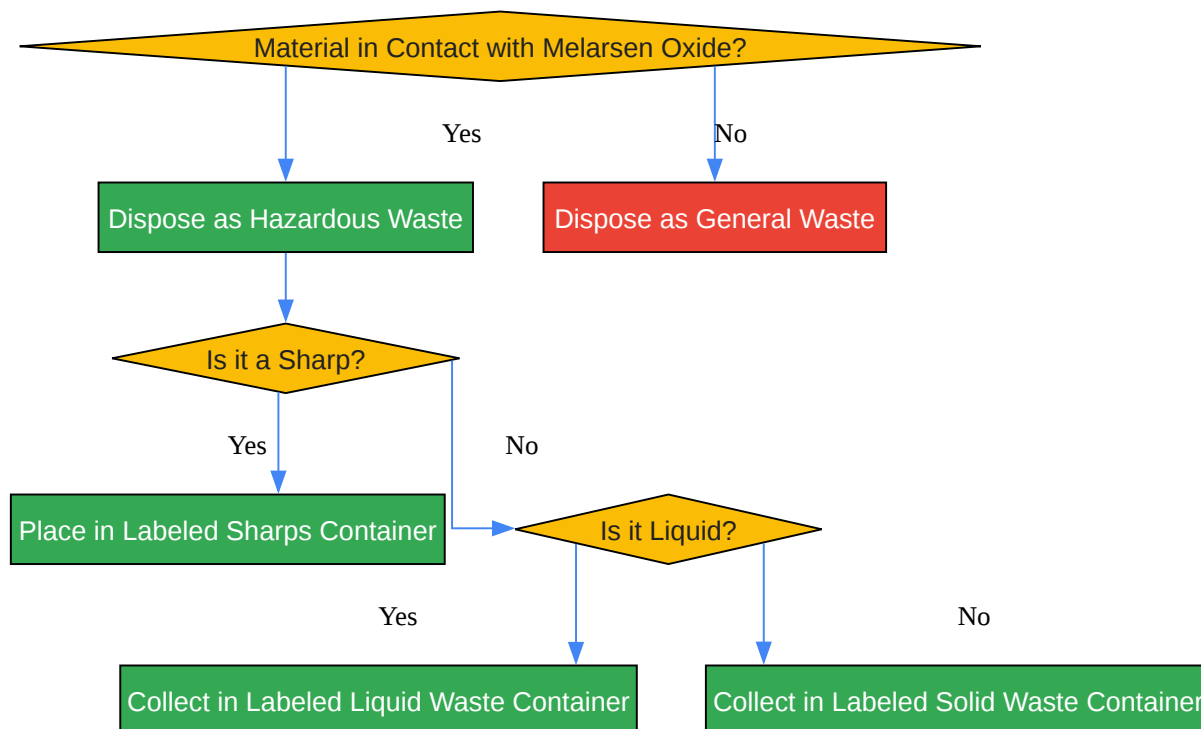 Material in Contact with Melarsen Oxide?
Yes
No
Dispose as Hazardous Waste
Dispose as General Waste
Is it a Sharp?
Yes
No
Place in Labeled Sharps Container
Is it Liquid?
Yes
No
Collect in Labeled Liquid Waste Container
Collect in Labeled Solid Waste Container